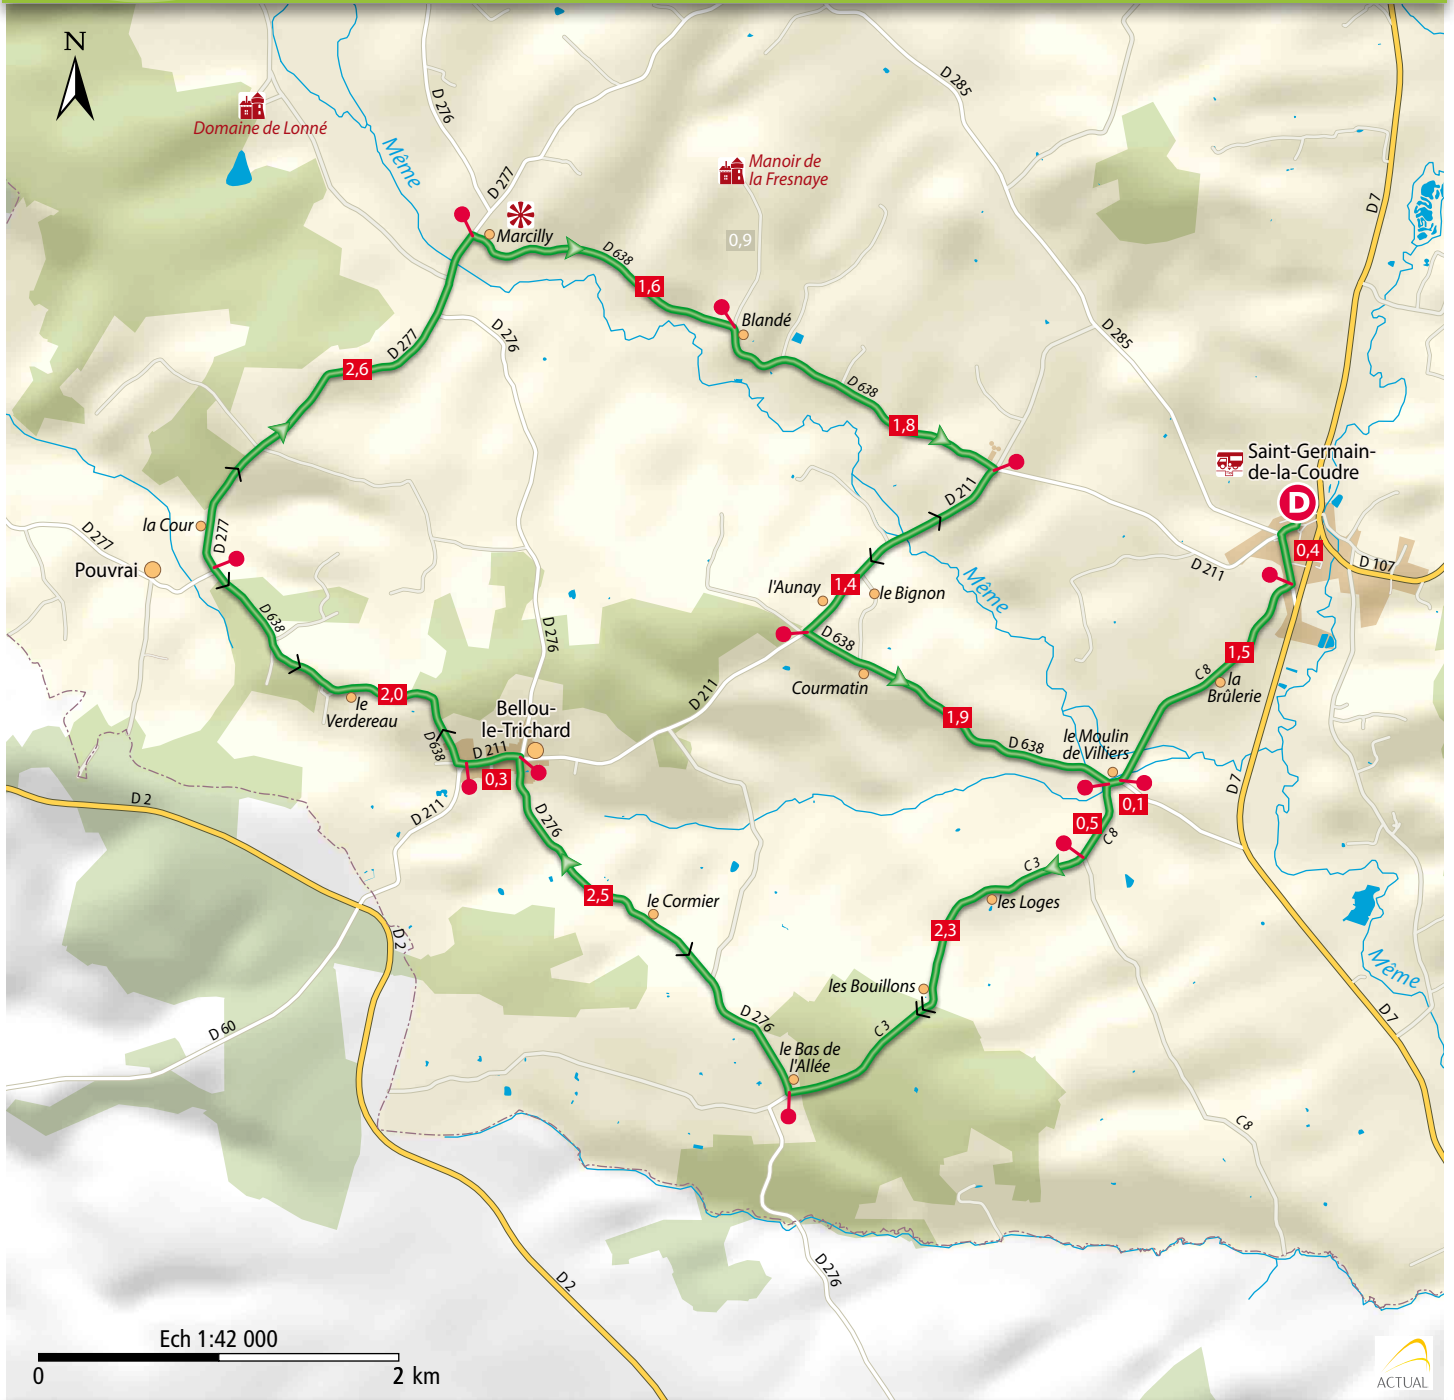 N
D 285
D 276
Domaine de Lonné
Même
Manoir de
la Fresnaye
D 277
D 7
Marcilly
0,9
D 638
1,6
Blandé
D 276
D 285
D 277
2,6
D 638
1,8
Saint-Germain-
de-la-Coudre
D
D 211
la Cour
D 277
D 277
0,4
Pouvrai
D 211
D 107
Même
l'Aunay
1,4
le Bignon
D 638
D 276
D 638
1,5
C 8
la
Brûlerie
Courmatin
D 211
2,0
le
Verdereau
Bellou-
le-Trichard
1,9
D 638
le Moulin
de Villiers
D 638
D 211
0,3
D 7
D 2
D 211
D 276
0,1
0,5
C 8
C 3
2,5
le Cormier
les Loges
2,3
D 2
Même
les Bouillons
D 276
C 3
D 7
D 60
le Bas de
l'Allée
C 8
D 276
D 2
Ech 1:42 000
0
2 km
ACTUAL